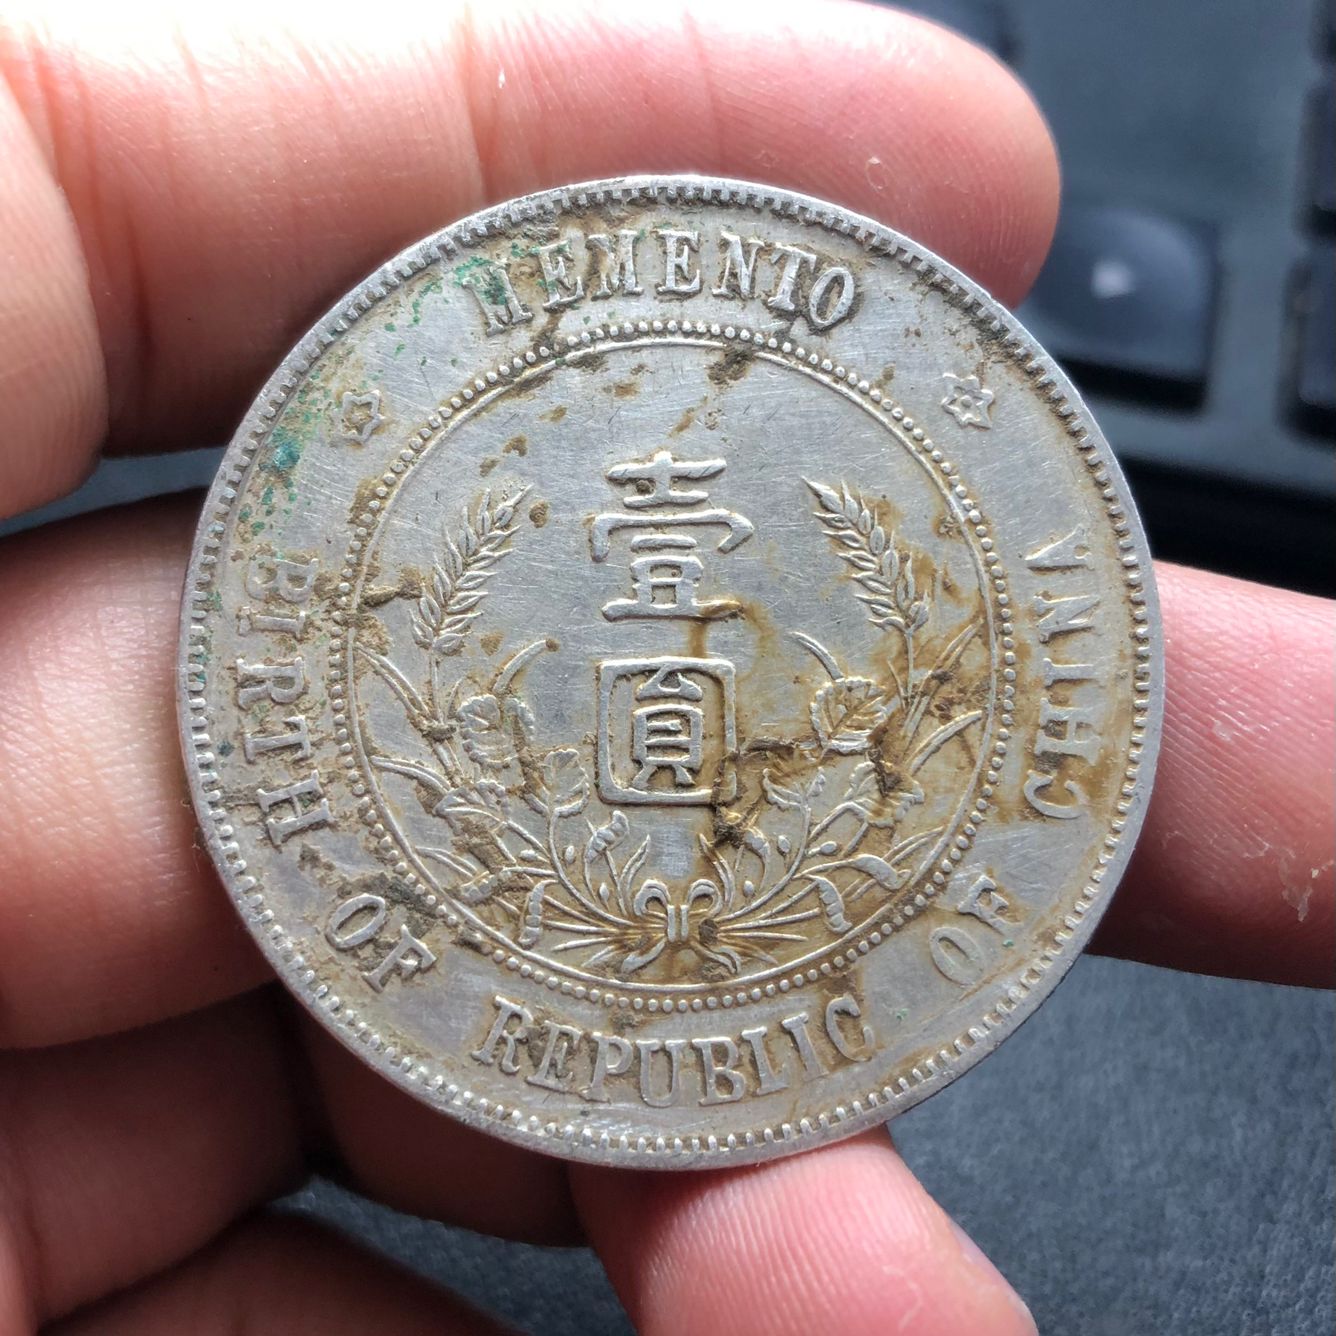 MEMENTO
BIRTH OF
REPUBLIC
OF
CHINA
壹
圓